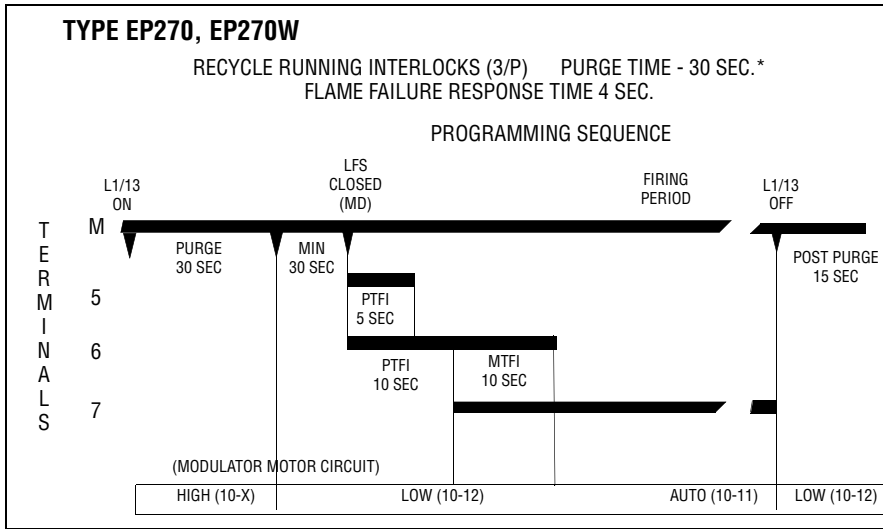 TYPE EP270, EP270W
RECYCLE RUNNING INTERLOCKS (3/P) PURGE TIME - 30 SEC.*
FLAME FAILURE RESPONSE TIME 4 SEC.
PROGRAMMING SEQUENCE
L1/13
ON
LFS
CLOSED
(MD)
FIRING
PERIOD
L1/13
OFF
TERMINALS
M
PURGE
30 SEC
MIN
30 SEC
POST PURGE
15 SEC
5
PTFI
5 SEC
6
PTFI
10 SEC
MTFI
10 SEC
7
(MODULATOR MOTOR CIRCUIT)
HIGH (10-X) LOW (10-12) AUTO (10-11) LOW (10-12)